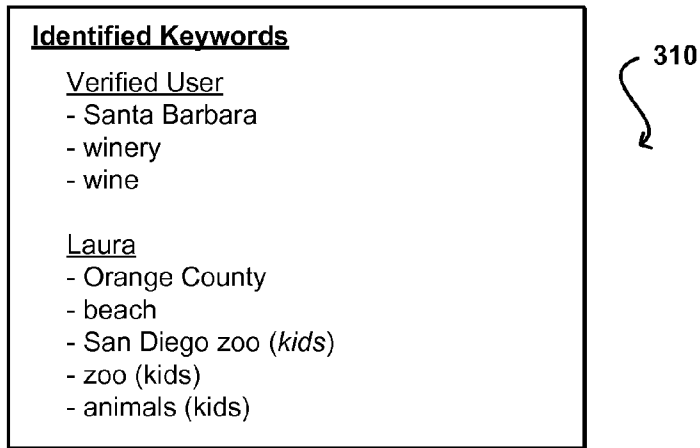 Identified Keywords
310
Verified User
- Santa Barbara
- winery
- wine
Laura
- Orange County
- beach
- San Diego zoo (kids)
- zoo (kids)
- animals (kids)